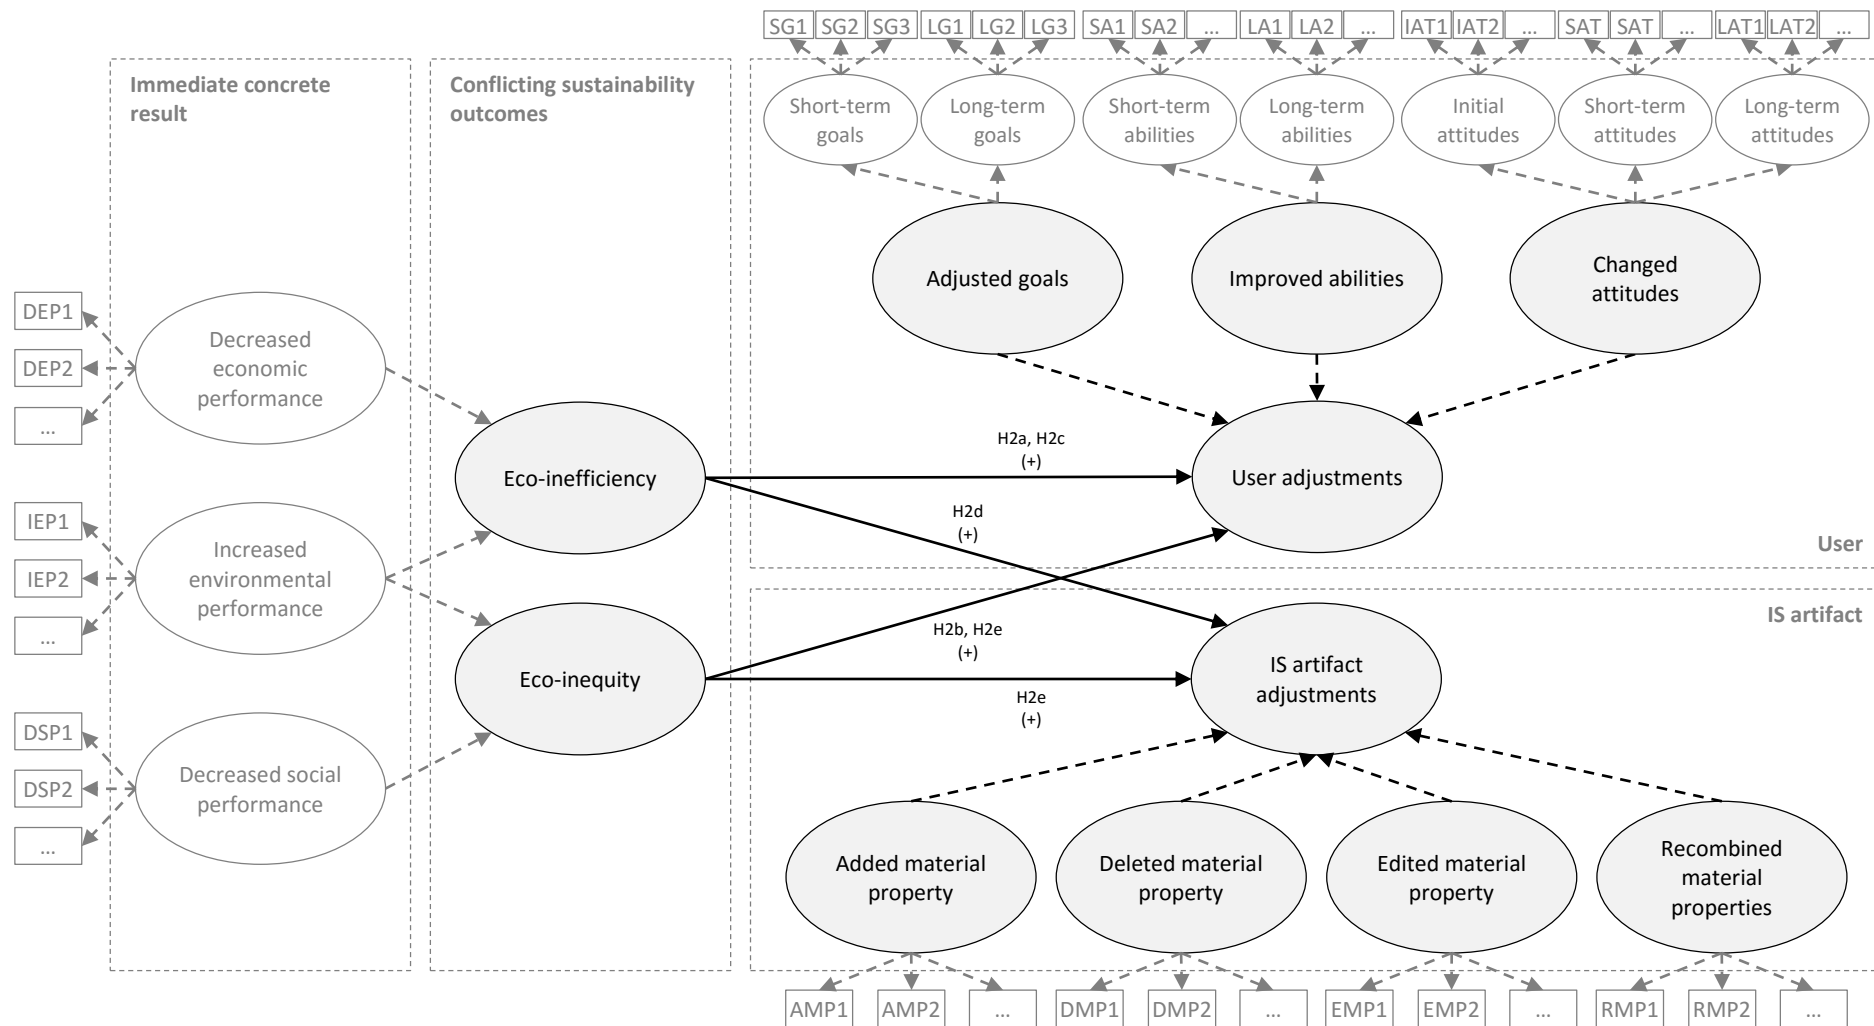 SG1 SG2 SG3 LG1 LG2 LG3 SA1 SA2 ... LA1 LA2 ... IAT1 IAT2 ... SAT SAT ... LAT1 LAT2 ...
Immediate concrete
result
Conflicting sustainability
outcomes
Short-term
goals
Long-term
goals
Short-term
abilities
Long-term
abilities
Initial
attitudes
Short-term
attitudes
Long-term
attitudes
Adjusted goals
Improved abilities
Changed
attitudes
DEP1
DEP2
...
Decreased
economic
performance
IEP1
IEP2
...
Increased
environmental
performance
DSP1
DSP2
...
Decreased social
performance
Eco-inefficiency
Eco-inequity
H2a, H2c
(+)
H2d
(+)
H2b, H2e
(+)
H2e
(+)
User adjustments
User
IS artifact
IS artifact
adjustments
Added material
property
Deleted material
property
Edited material
property
Recombined
material
properties
AMP1 AMP2 ... DMP1 DMP2 ... EMP1 EMP2 ... RMP1 RMP2 ...